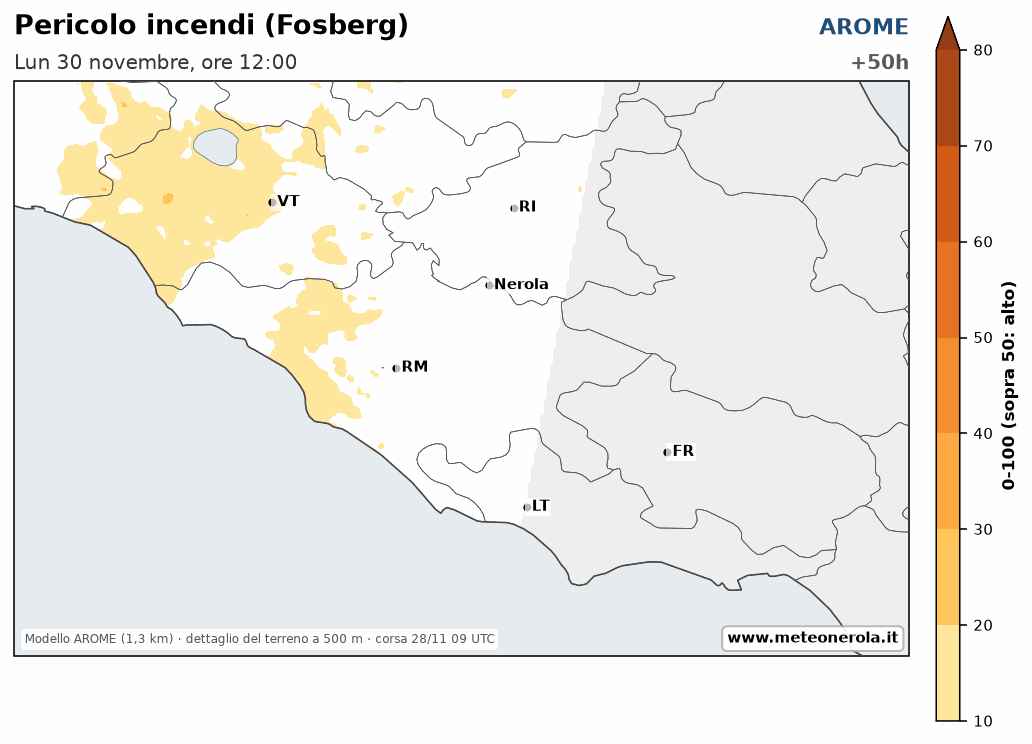 Pericolo incendi (Fosberg)
AROME
Lun 30 novembre, ore 12:00
+50h
VT
RI
Nerola
RM
FR
LT
Modello AROME (1,3 km) · dettaglio del terreno a 500 m · corsa 28/11 09 UTC
www.meteonerola.it
80
70
60
50
40
30
20
10
0-100 (sopra 50: alto)